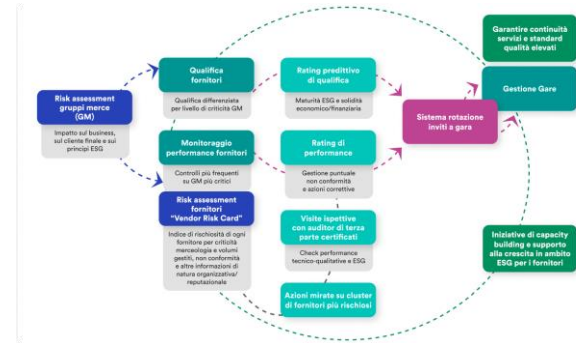 Risk assessment
gruppi merce (GM)
Impatto sul business,
sul cliente finale e sui
principi ESG
Qualifica
fornitori
Qualifica differenziata
per livello di criticità GM
Monitoraggio
performance fornitori
Controlli più frequenti
su GM più critici
Risk assessment
fornitori
"Vendor Risk Card"
Indice di rischiosità di ogni
fornitore per criticità
merceologia e volumi
gestiti, non conformità
e altre informazioni di
natura organizzativa/
reputazionale
Rating predittivo
di qualifica
Maturità ESG e solidità
economico/finanziaria
Rating di
performance
Gestione puntuale
non conformità
e azioni correttive
Visite ispettive
con auditor di terza
parte certificati
Check performance
tecnico-qualitative e ESG
Azioni mirate su cluster
di fornitori più rischiosi
Sistema rotazione
inviti a gara
Garantire continuità
servizi e standard
qualità elevati
Gestione Gare
Iniziative di capacity
building e supporto
alla crescita in ambito
ESG per i fornitori